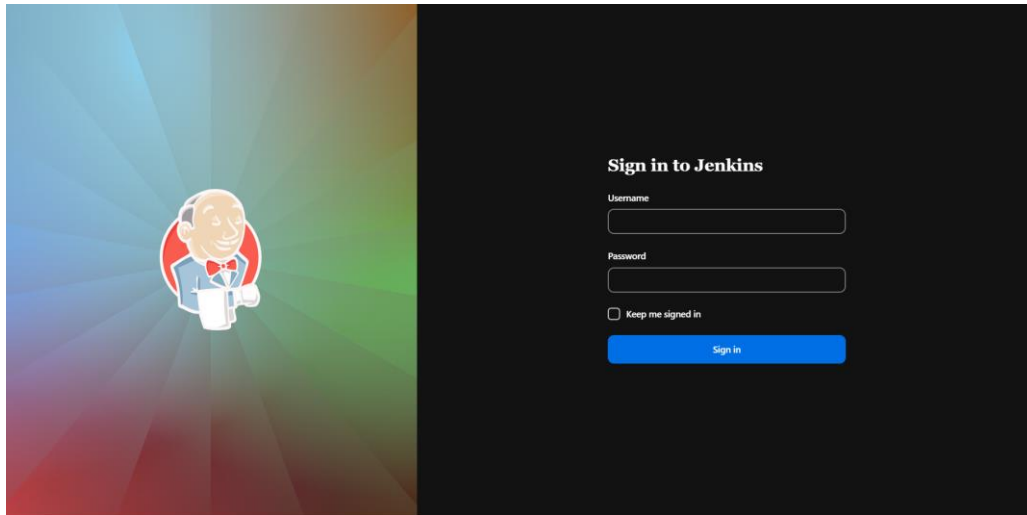 Sign in to Jenkins
Username
Password
Keep me signed in
Sign in